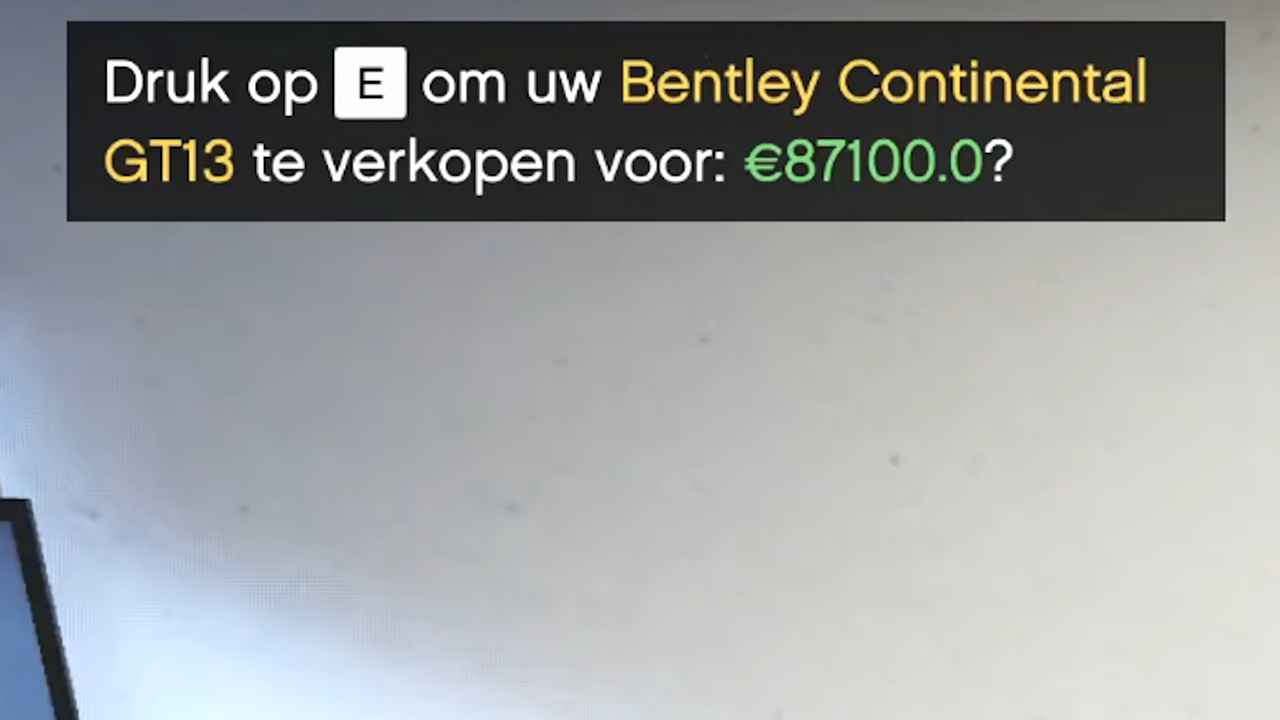 Druk op E om uw Bentley Continental
GT13 te verkopen voor: €87100.0?